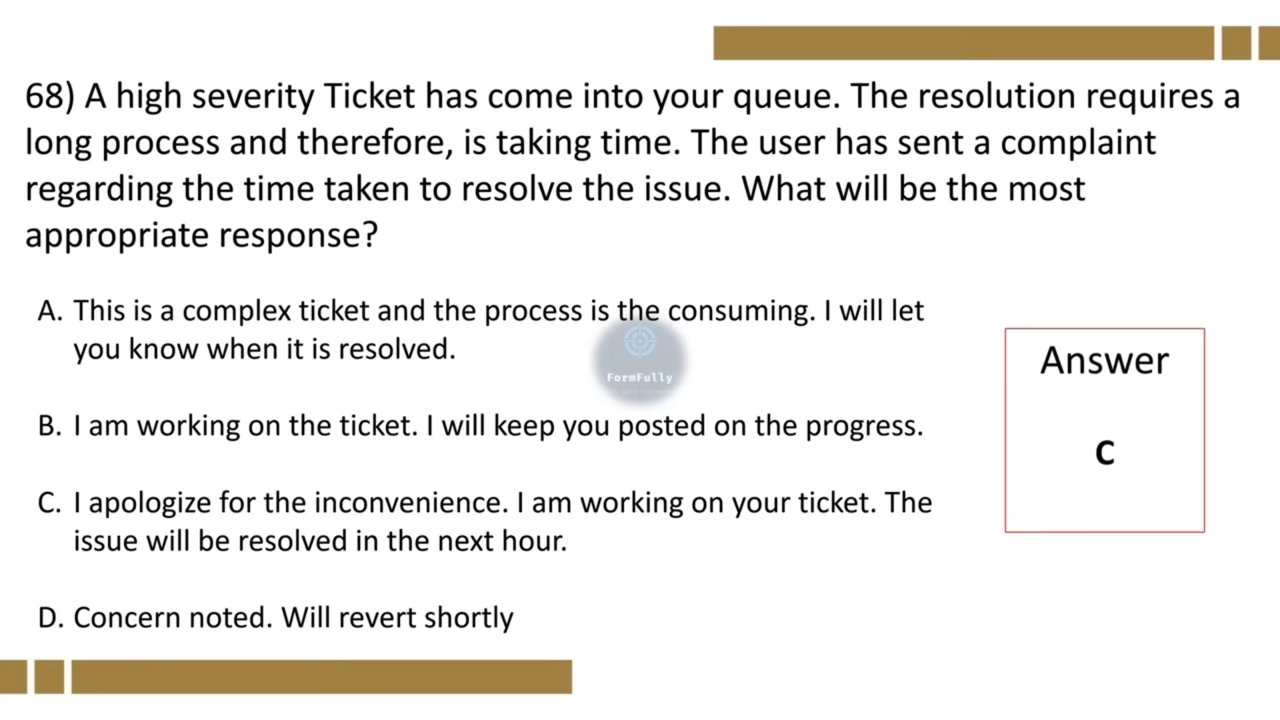 68) A high severity Ticket has come into your queue. The resolution requires a
long process and therefore, is taking time. The user has sent a complaint
regarding the time taken to resolve the issue. What will be the most
appropriate response?
A. This is a complex ticket and the process is the consuming. I will let
you know when it is resolved.
B. I am working on the ticket. I will keep you posted on the progress.
C. I apologize for the inconvenience. I am working on your ticket. The
issue will be resolved in the next hour.
D. Concern noted. Will revert shortly
Answer
C
FormFully